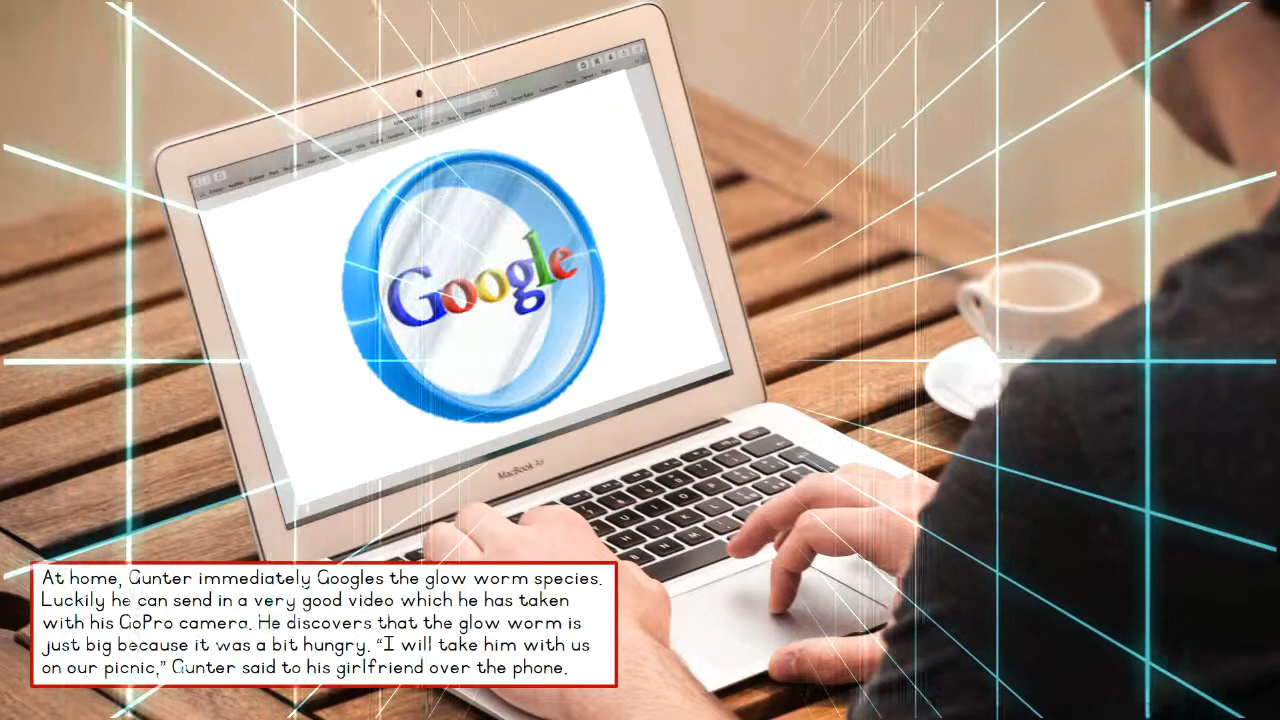 Google
MacBook Air
At home, Gunter immediately Googles the glow worm species.
Luckily he can send in a very good video which he has taken
with his GoPro camera. He discovers that the glow worm is
just big because it was a bit hungry. “I will take him with us
on our picnic,” Gunter said to his girlfriend over the phone.